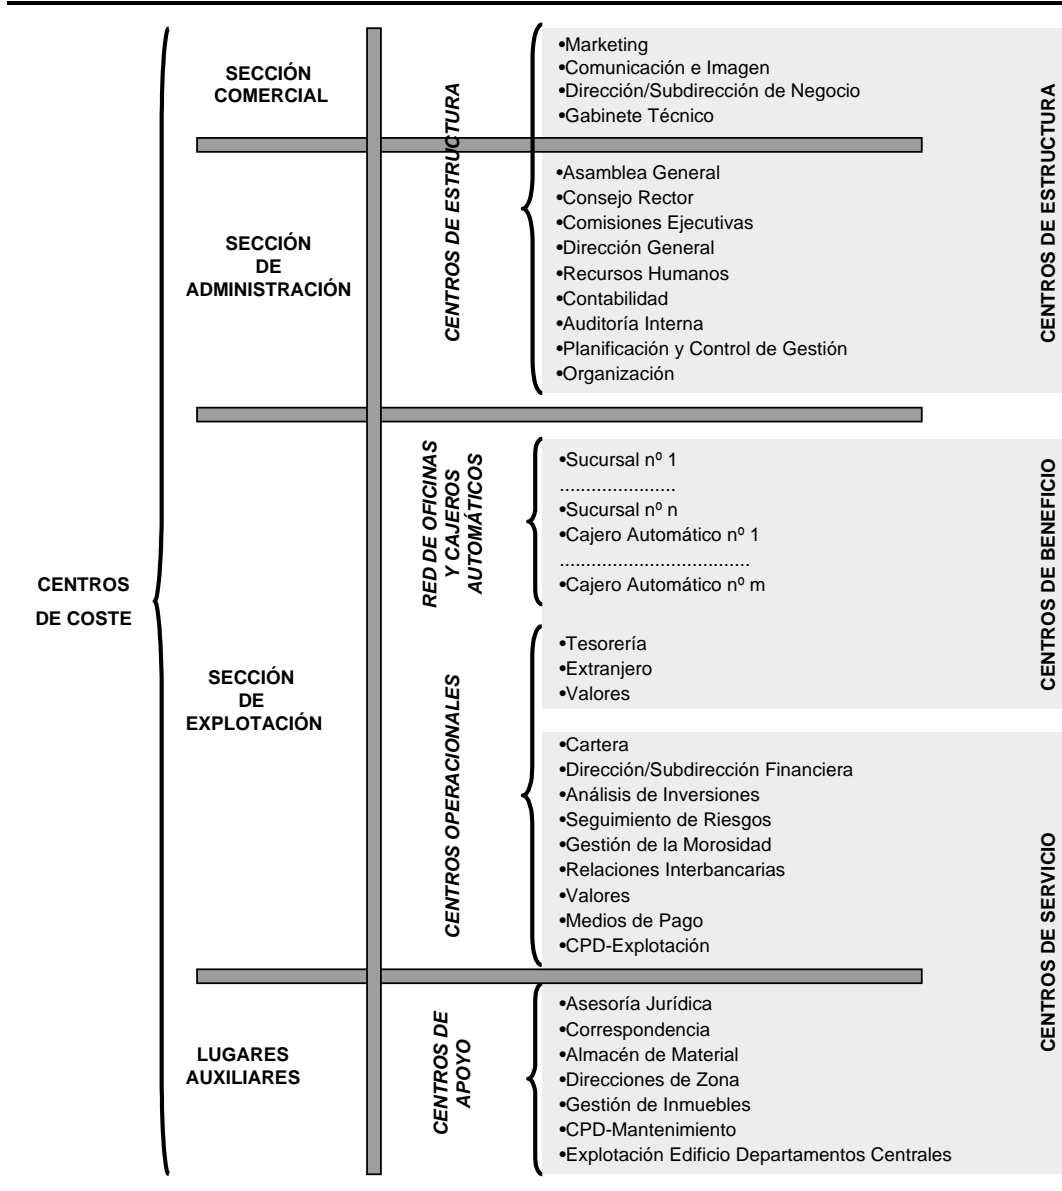 CENTROS
DE COSTE
SECCIÓN
COMERCIAL
SECCIÓN
DE
ADMINISTRACIÓN
SECCIÓN
DE
EXPLOTACIÓN
LUGARES
AUXILIARES
CENTROS DE ESTRUCTURA
•Marketing
•Comunicación e Imagen
•Dirección/Subdirección de Negocio
•Gabinete Técnico
•Asamblea General
•Consejo Rector
•Comisiones Ejecutivas
•Dirección General
•Recursos Humanos
•Contabilidad
•Auditoría Interna
•Planificación y Control de Gestión
•Organización
CENTROS DE ESTRUCTURA
RED DE OFICINAS
Y CAJEROS
AUTOMÁTICOS
•Sucursal nº 1
......................
•Sucursal nº n
•Cajero Automático nº 1
....................................
•Cajero Automático nº m
CENTROS OPERACIONALES
•Tesorería
•Extranjero
•Valores
CENTROS DE BENEFICIO
•Cartera
•Dirección/Subdirección Financiera
•Análisis de Inversiones
•Seguimiento de Riesgos
•Gestión de la Morosidad
•Relaciones Interbancarias
•Valores
•Medios de Pago
•CPD-Explotación
CENTROS DE
APOYO
•Asesoría Jurídica
•Correspondencia
•Almacén de Material
•Direcciones de Zona
•Gestión de Inmuebles
•CPD-Mantenimiento
•Explotación Edificio Departamentos Centrales
CENTROS DE SERVICIO